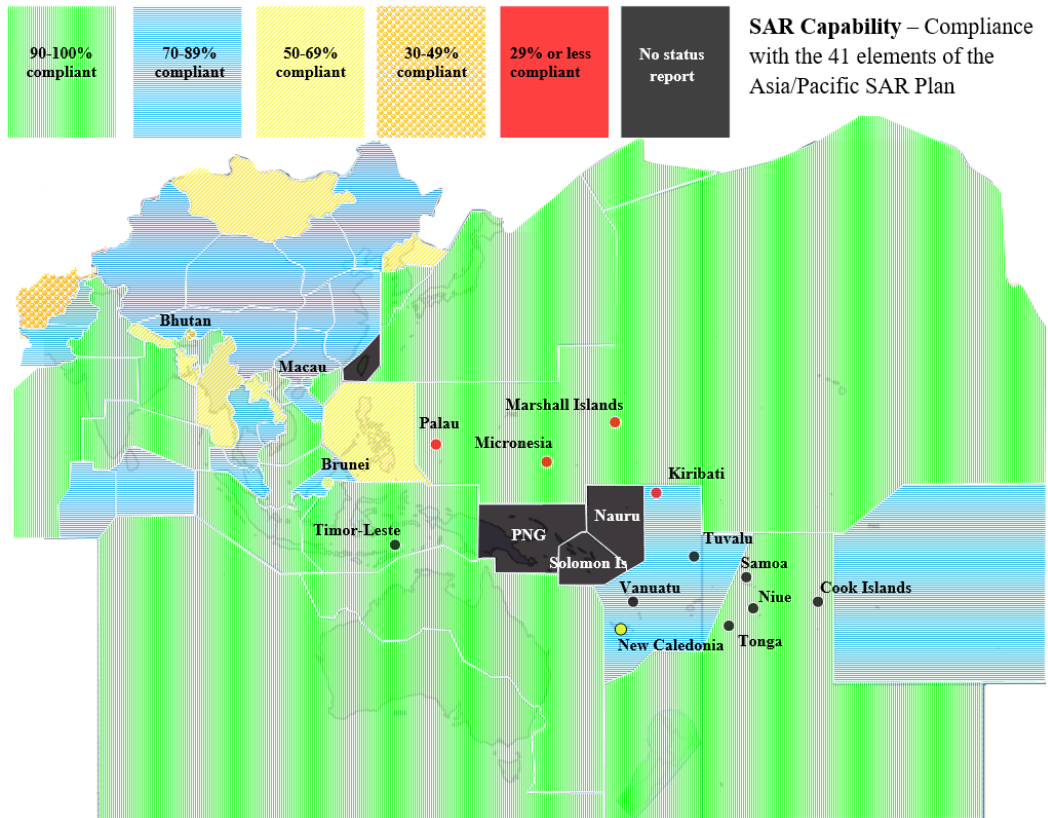 90-100%
compliant
70-89%
compliant
50-69%
compliant
30-49%
compliant
29% or less
compliant
No status
report
SAR Capability – Compliance
with the 41 elements of the
Asia/Pacific SAR Plan
Bhutan
Macau
Marshall Islands
Palau
Micronesia
Brunei
Kiribati
Nauru
PNG
Timor-Leste
Tuvalu
Solomon Is
Samoa
Vanuatu
Cook Islands
Niue
New Caledonia
Tonga